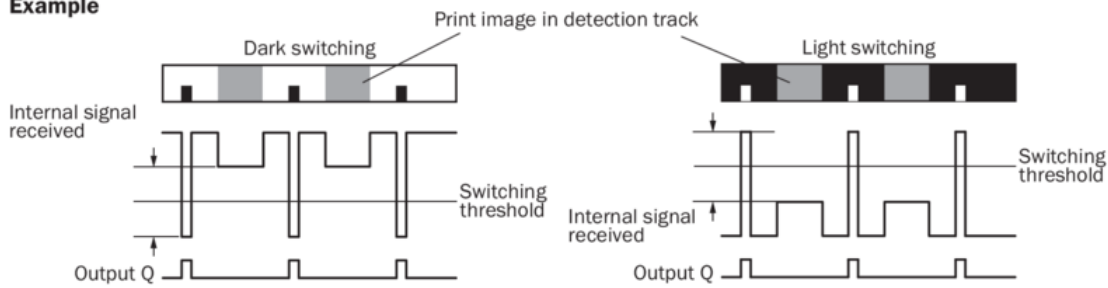 Example
Print image in detection track
Dark switching
Light switching
Internal signal
received
Switching
threshold
Output Q
Switching
threshold
Internal signal
received
Output Q